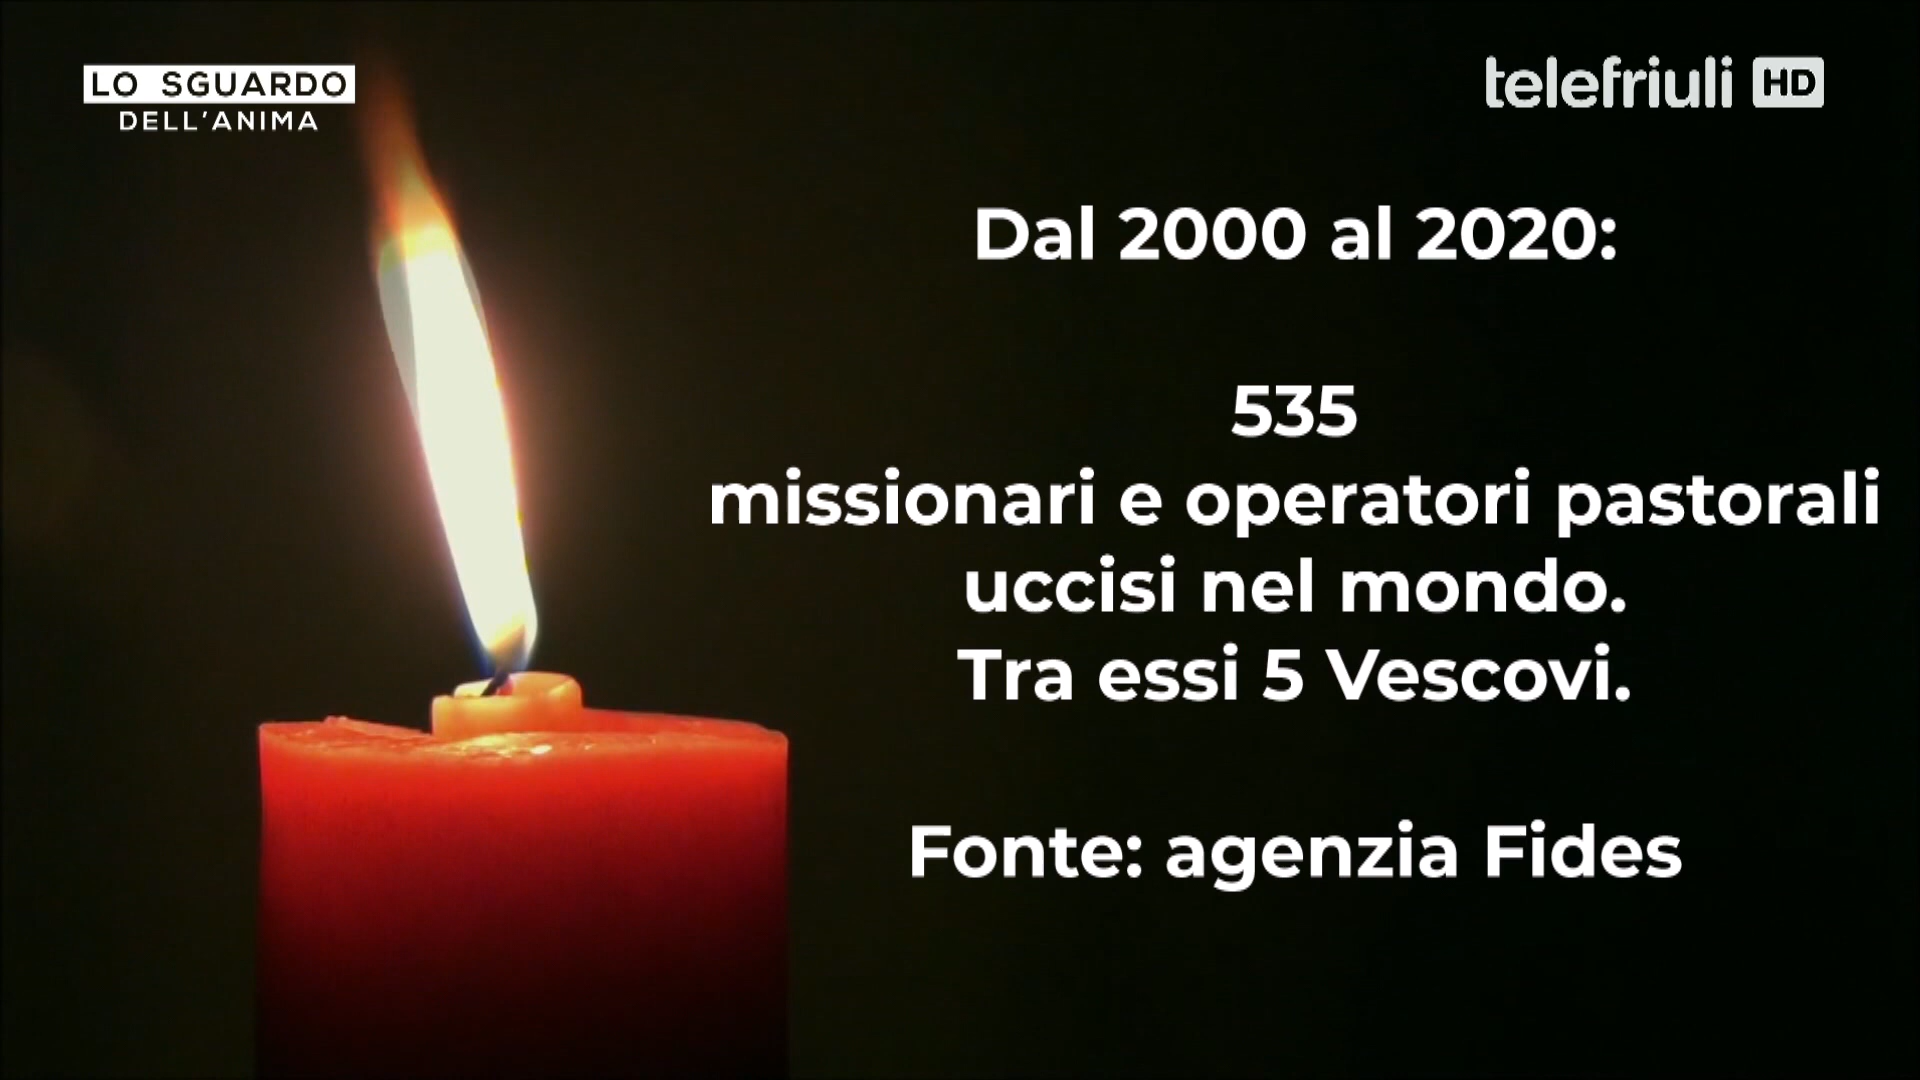 LO SGUARDO
DELL'ANIMA
telefriuli HD
Dal 2000 al 2020:
535
missionari e operatori pastorali
uccisi nel mondo.
Tra essi 5 Vescovi.
Fonte: agenzia Fides